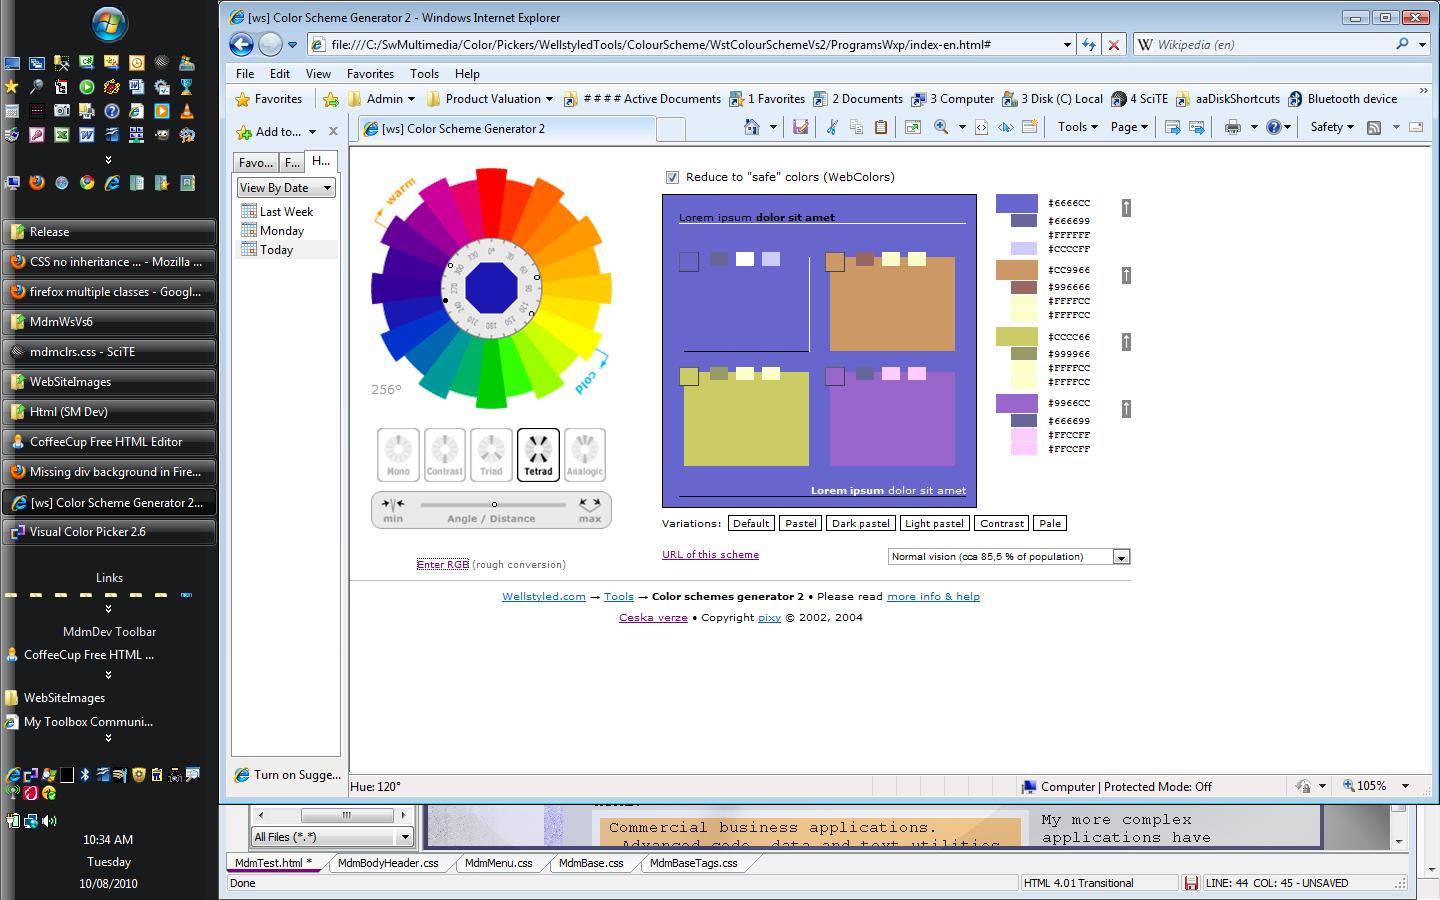 [ws] Color Scheme Generator 2 - Windows Internet Explorer
file:///C:/SwMultimedia/Color/Pickers/WellstyledTools/ColourScheme/WstColourSchemeVs2/ProgramsWxp/index-en.html#
Wikipedia (en)
File Edit View Favorites Tools Help
Favorites Admin Product Valuation # # # # Active Documents 1 Favorites 2 Documents 3 Computer 3 Disk (C) Local 4 SciTE aaDiskShortcuts Bluetooth device
Add to... [ws] Color Scheme Generator 2 Tools Page Safety
Favo... F... H...
View By Date
Last Week
Monday
Today
Turn on Sugge...
Release
CSS no inheritance ... - Mozilla ...
firefox multiple classes - Googl...
MdmWsVs6
mdmclrs.css - SciTE
WebSiteImages
Html (SM Dev)
CoffeeCup Free HTML Editor
Missing div background in Fire...
[ws] Color Scheme Generator 2...
Visual Color Picker 2.6
Links
MdmDev Toolbar
CoffeeCup Free HTML ...
WebSiteImages
My Toolbox Communi...
10:34 AM
Tuesday
10/08/2010
warm
cold
0°
30
60
90
120
150
180
210
240
270
300
330
256°
Mono Contrast Triad Tetrad Analogic
min Angle / Distance max
Enter RGB (rough conversion)
Reduce to "safe" colors (WebColors)
Lorem ipsum dolor sit amet
Lorem ipsum dolor sit amet
#6666CC
#666699
#FFFFFF
#CCCCFF
#CC9966
#996666
#FFFFCC
#FFFFCC
#CCCC66
#999966
#FFFFCC
#FFFFCC
#9966CC
#666699
#FFCCFF
#FFCCFF
Variations: Default Pastel Dark pastel Light pastel Contrast Pale
URL of this scheme
Normal vision (cca 85,5 % of population)
Wellstyled.com → Tools → Color schemes generator 2 • Please read more info & help
Ceska verze • Copyright pixy © 2002, 2004
Hue: 120°
Computer | Protected Mode: Off
105%
All Files (*.*)
Commercial business applications.
Advanced code, data and text utilities
My more complex
applications have
MdmTest.html * MdmBodyHeader.css MdmMenu.css MdmBase.css MdmBaseTags.css
Done
HTML 4.01 Transitional
LINE: 44 COL: 45 - UNSAVED